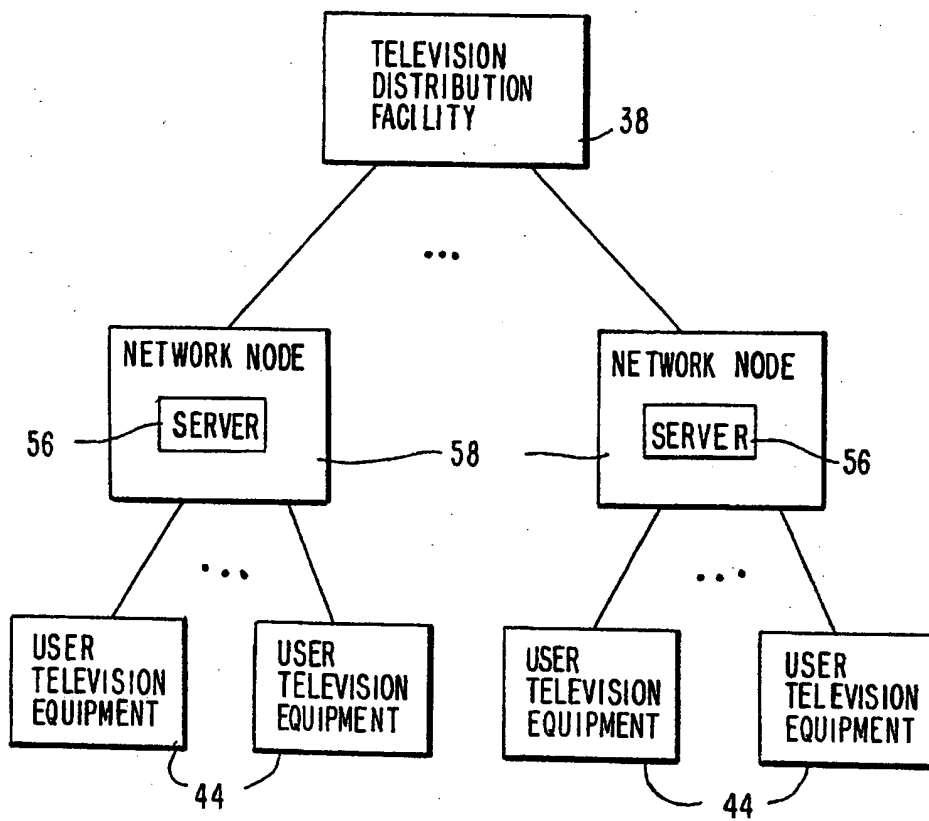 TELEVISION
DISTRIBUTION
FACILITY
38
...
NETWORK NODE
SERVER
56
58
NETWORK NODE
SERVER
56
...
...
USER
TELEVISION
EQUIPMENT
USER
TELEVISION
EQUIPMENT
USER
TELEVISION
EQUIPMENT
USER
TELEVISION
EQUIPMENT
44
44